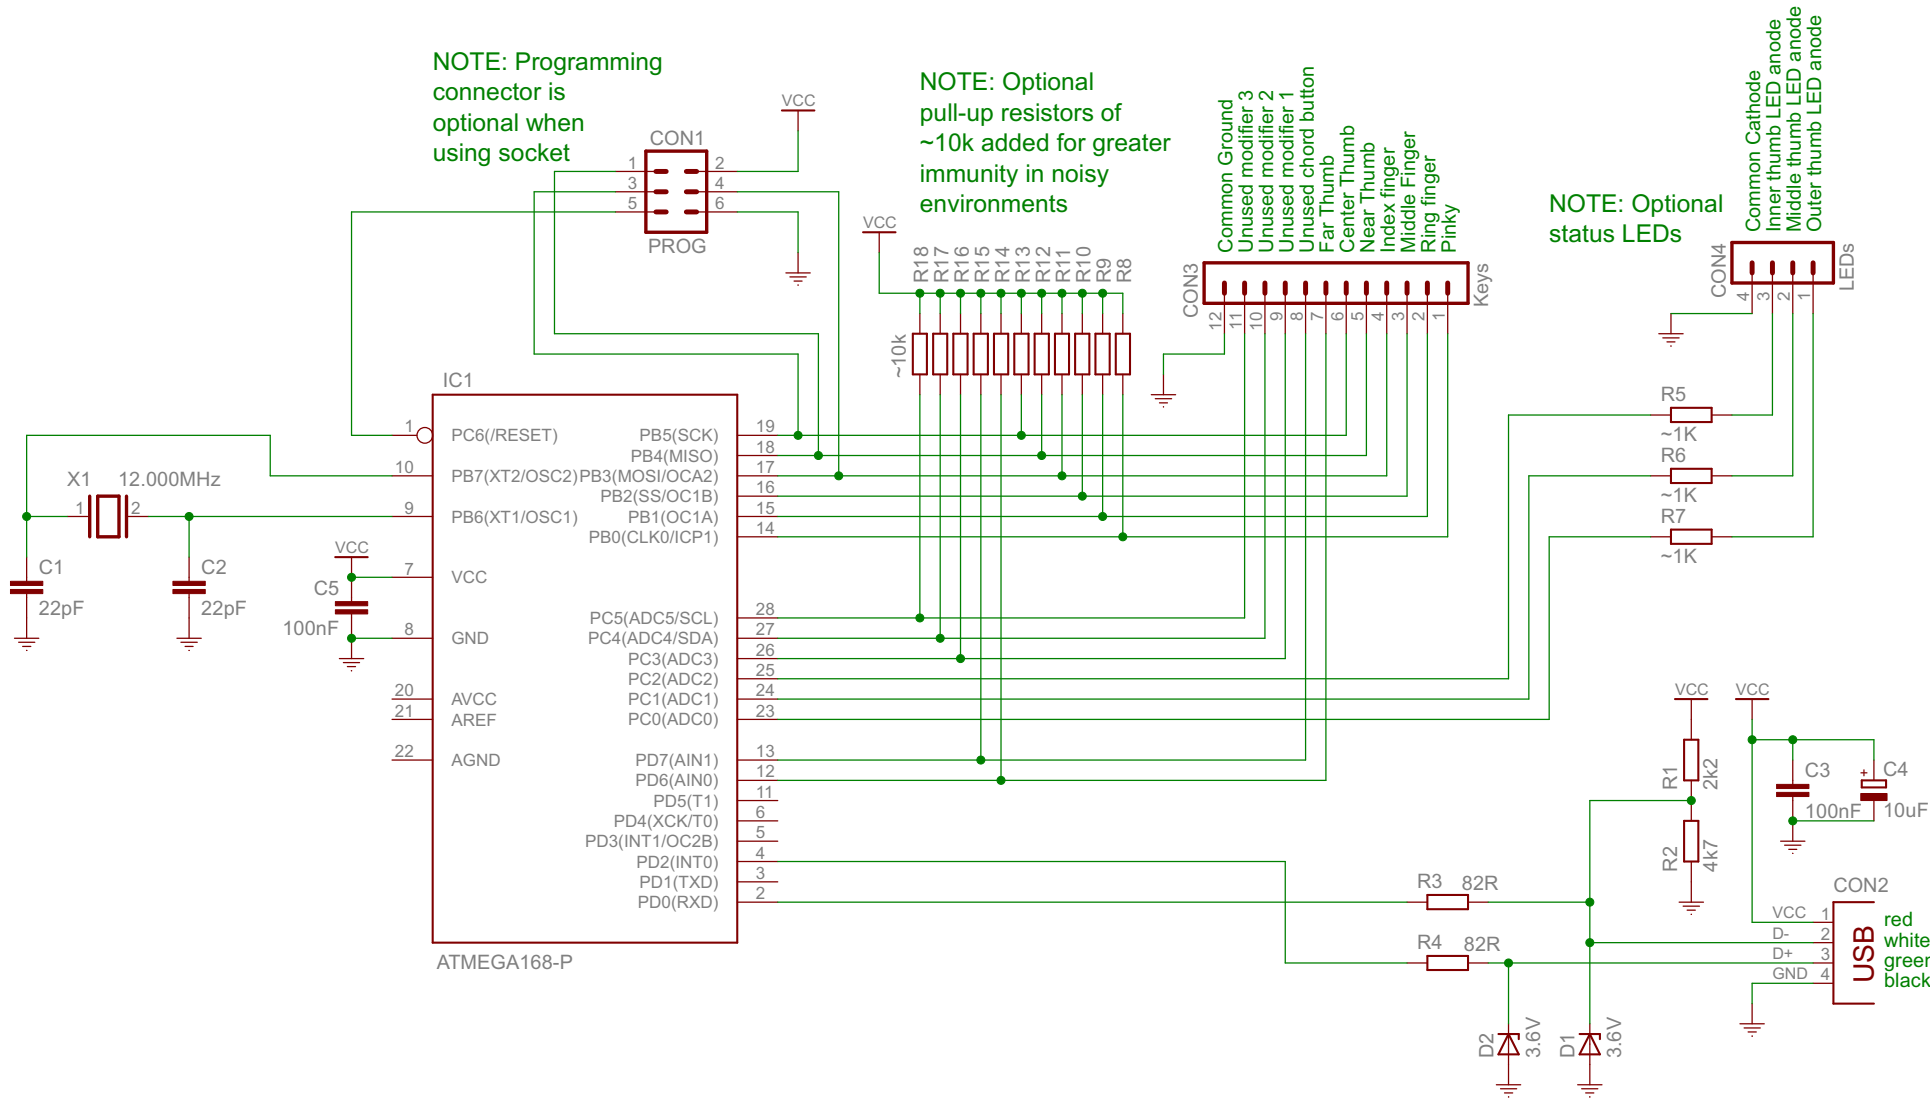 NOTE: Programming
connector is
optional when
using socket
CON1
VCC
1
2
3
4
5
6
PROG
NOTE: Optional
pull-up resistors of
~10k added for greater
immunity in noisy
environments
VCC
R18
R17
R16
R15
R14
R13
R12
R11
R10
R9
R8
~10k
Common Ground
Unused modifier 3
Unused modifier 2
Unused modifier 1
Unused chord button
Far Thumb
Center Thumb
Near Thumb
Index finger
Middle Finger
Ring finger
Pinky
CON3
Keys
12
11
10
9
8
7
6
5
4
3
2
1
NOTE: Optional
status LEDs
Common Cathode
Inner thumb LED anode
Middle thumb LED anode
Outer thumb LED anode
CON4
LEDs
4
3
2
1
R5
~1K
R6
~1K
R7
~1K
IC1
1
PC6(/RESET)
10
PB7(XT2/OSC2)
9
PB6(XT1/OSC1)
7
VCC
8
GND
20
AVCC
21
AREF
22
AGND
PB5(SCK)
19
PB4(MISO)
18
PB3(MOSI/OCA2)
17
PB2(SS/OC1B)
16
PB1(OC1A)
15
PB0(CLK0/ICP1)
14
PC5(ADC5/SCL)
28
PC4(ADC4/SDA)
27
PC3(ADC3)
26
PC2(ADC2)
25
PC1(ADC1)
24
PC0(ADC0)
23
PD7(AIN1)
13
PD6(AIN0)
12
PD5(T1)
11
PD4(XCK/T0)
6
PD3(INT1/OC2B)
5
PD2(INT0)
4
PD1(TXD)
3
PD0(RXD)
2
ATMEGA168-P
X1
12.000MHz
1
2
C1
22pF
C2
22pF
VCC
C5
100nF
VCC
VCC
R1
2k2
R2
4k7
C3
100nF
+
C4
10uF
R3
82R
R4
82R
D2
3.6V
D1
3.6V
CON2
VCC
1
red
D-
2
white
D+
3
green
GND
4
black
USB